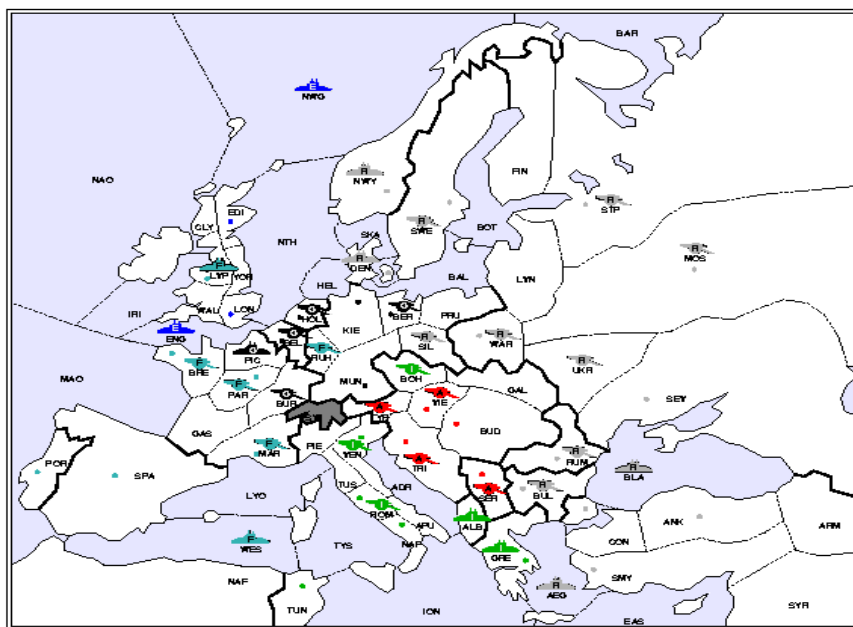 BAR
NWG
NAO
FIN
NWY
STP
EDI
CLY
SWE
NTH
SKA
BOT
MOS
DEN
LVP
YOR
HEL
BAL
LVN
IRI
WAL
LON
HOL
KIE
BER
PRU
ENG
BEL
SIL
WAR
PIC
RUH
UKR
BRE
MUN
BOH
MAO
PAR
BUR
GAL
SEV
TYR
VIE
GAS
BUD
PIE
MAR
VEN
TRI
RUM
POR
SPA
BLA
TUS
ADR
SER
BUL
LYO
ROM
ANK
ALB
APU
CON
ARM
WES
TYS
NAP
GRE
SMY
NAF
AEG
TUN
ION
SYR
EAS